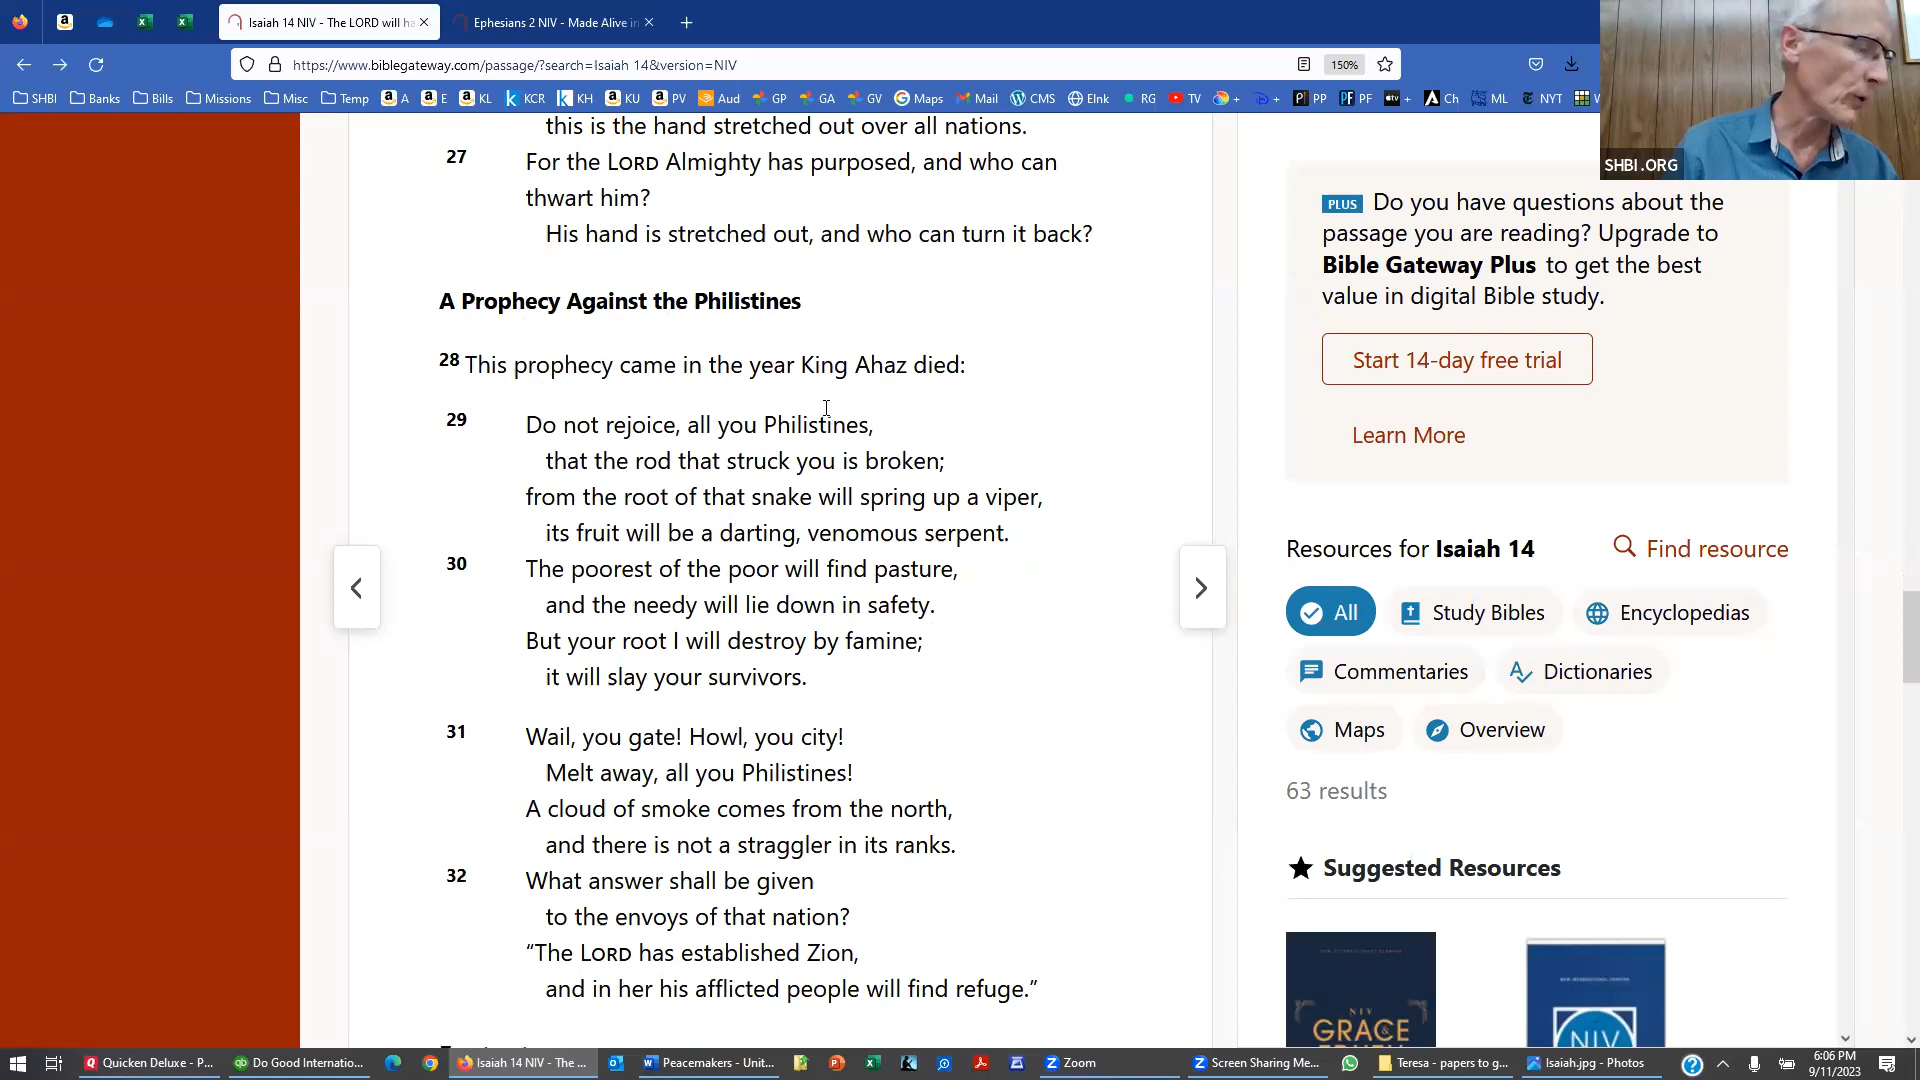 Isaiah 14 NIV - The LORD will ha
Ephesians 2 NIV - Made Alive in
https://www.biblegateway.com/passage/?search=Isaiah 14&version=NIV
150%
SHBI
Banks
Bills
Missions
Misc
Temp
A
E
KL
KCR
KH
KU
PV
Aud
GP
GA
GV
Maps
Mail
CMS
EInk
RG
TV
+
+
PP
PF
+
Ch
ML
NYT
SHBI.ORG
this is the hand stretched out over all nations.
27 For the LORD Almighty has purposed, and who can
thwart him?
His hand is stretched out, and who can turn it back?
A Prophecy Against the Philistines
28 This prophecy came in the year King Ahaz died:
29 Do not rejoice, all you Philistines,
that the rod that struck you is broken;
from the root of that snake will spring up a viper,
its fruit will be a darting, venomous serpent.
30 The poorest of the poor will find pasture,
and the needy will lie down in safety.
But your root I will destroy by famine;
it will slay your survivors.
31 Wail, you gate! Howl, you city!
Melt away, all you Philistines!
A cloud of smoke comes from the north,
and there is not a straggler in its ranks.
32 What answer shall be given
to the envoys of that nation?
“The LORD has established Zion,
and in her his afflicted people will find refuge.”
PLUS Do you have questions about the
passage you are reading? Upgrade to
Bible Gateway Plus to get the best
value in digital Bible study.
Start 14-day free trial
Learn More
Resources for Isaiah 14
Find resource
All
Study Bibles
Encyclopedias
Commentaries
Dictionaries
Maps
Overview
63 results
Suggested Resources
NIV
GRACE &
TRUTH
NIV
Quicken Deluxe - P...
Do Good Internatio...
Isaiah 14 NIV - The ...
Peacemakers - Unit...
Zoom
Screen Sharing Me...
Teresa - papers to g...
Isaiah.jpg - Photos
6:06 PM
9/11/2023